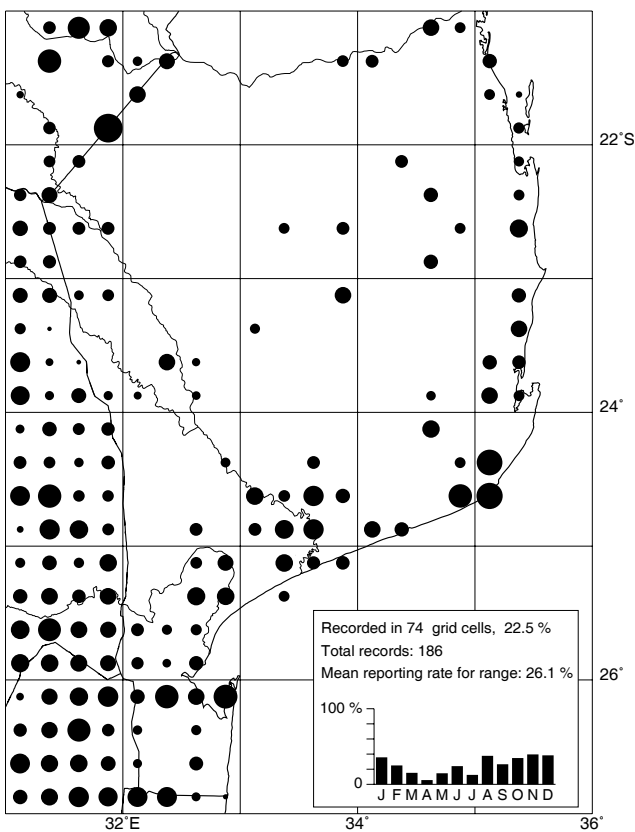 22˚S
24˚
Recorded in 74 grid cells, 22.5 %
Total records: 186
Mean reporting rate for range: 26.1 %
26˚
100 %
0
J F M A M J J A S O N D
32˚E 34 36˚